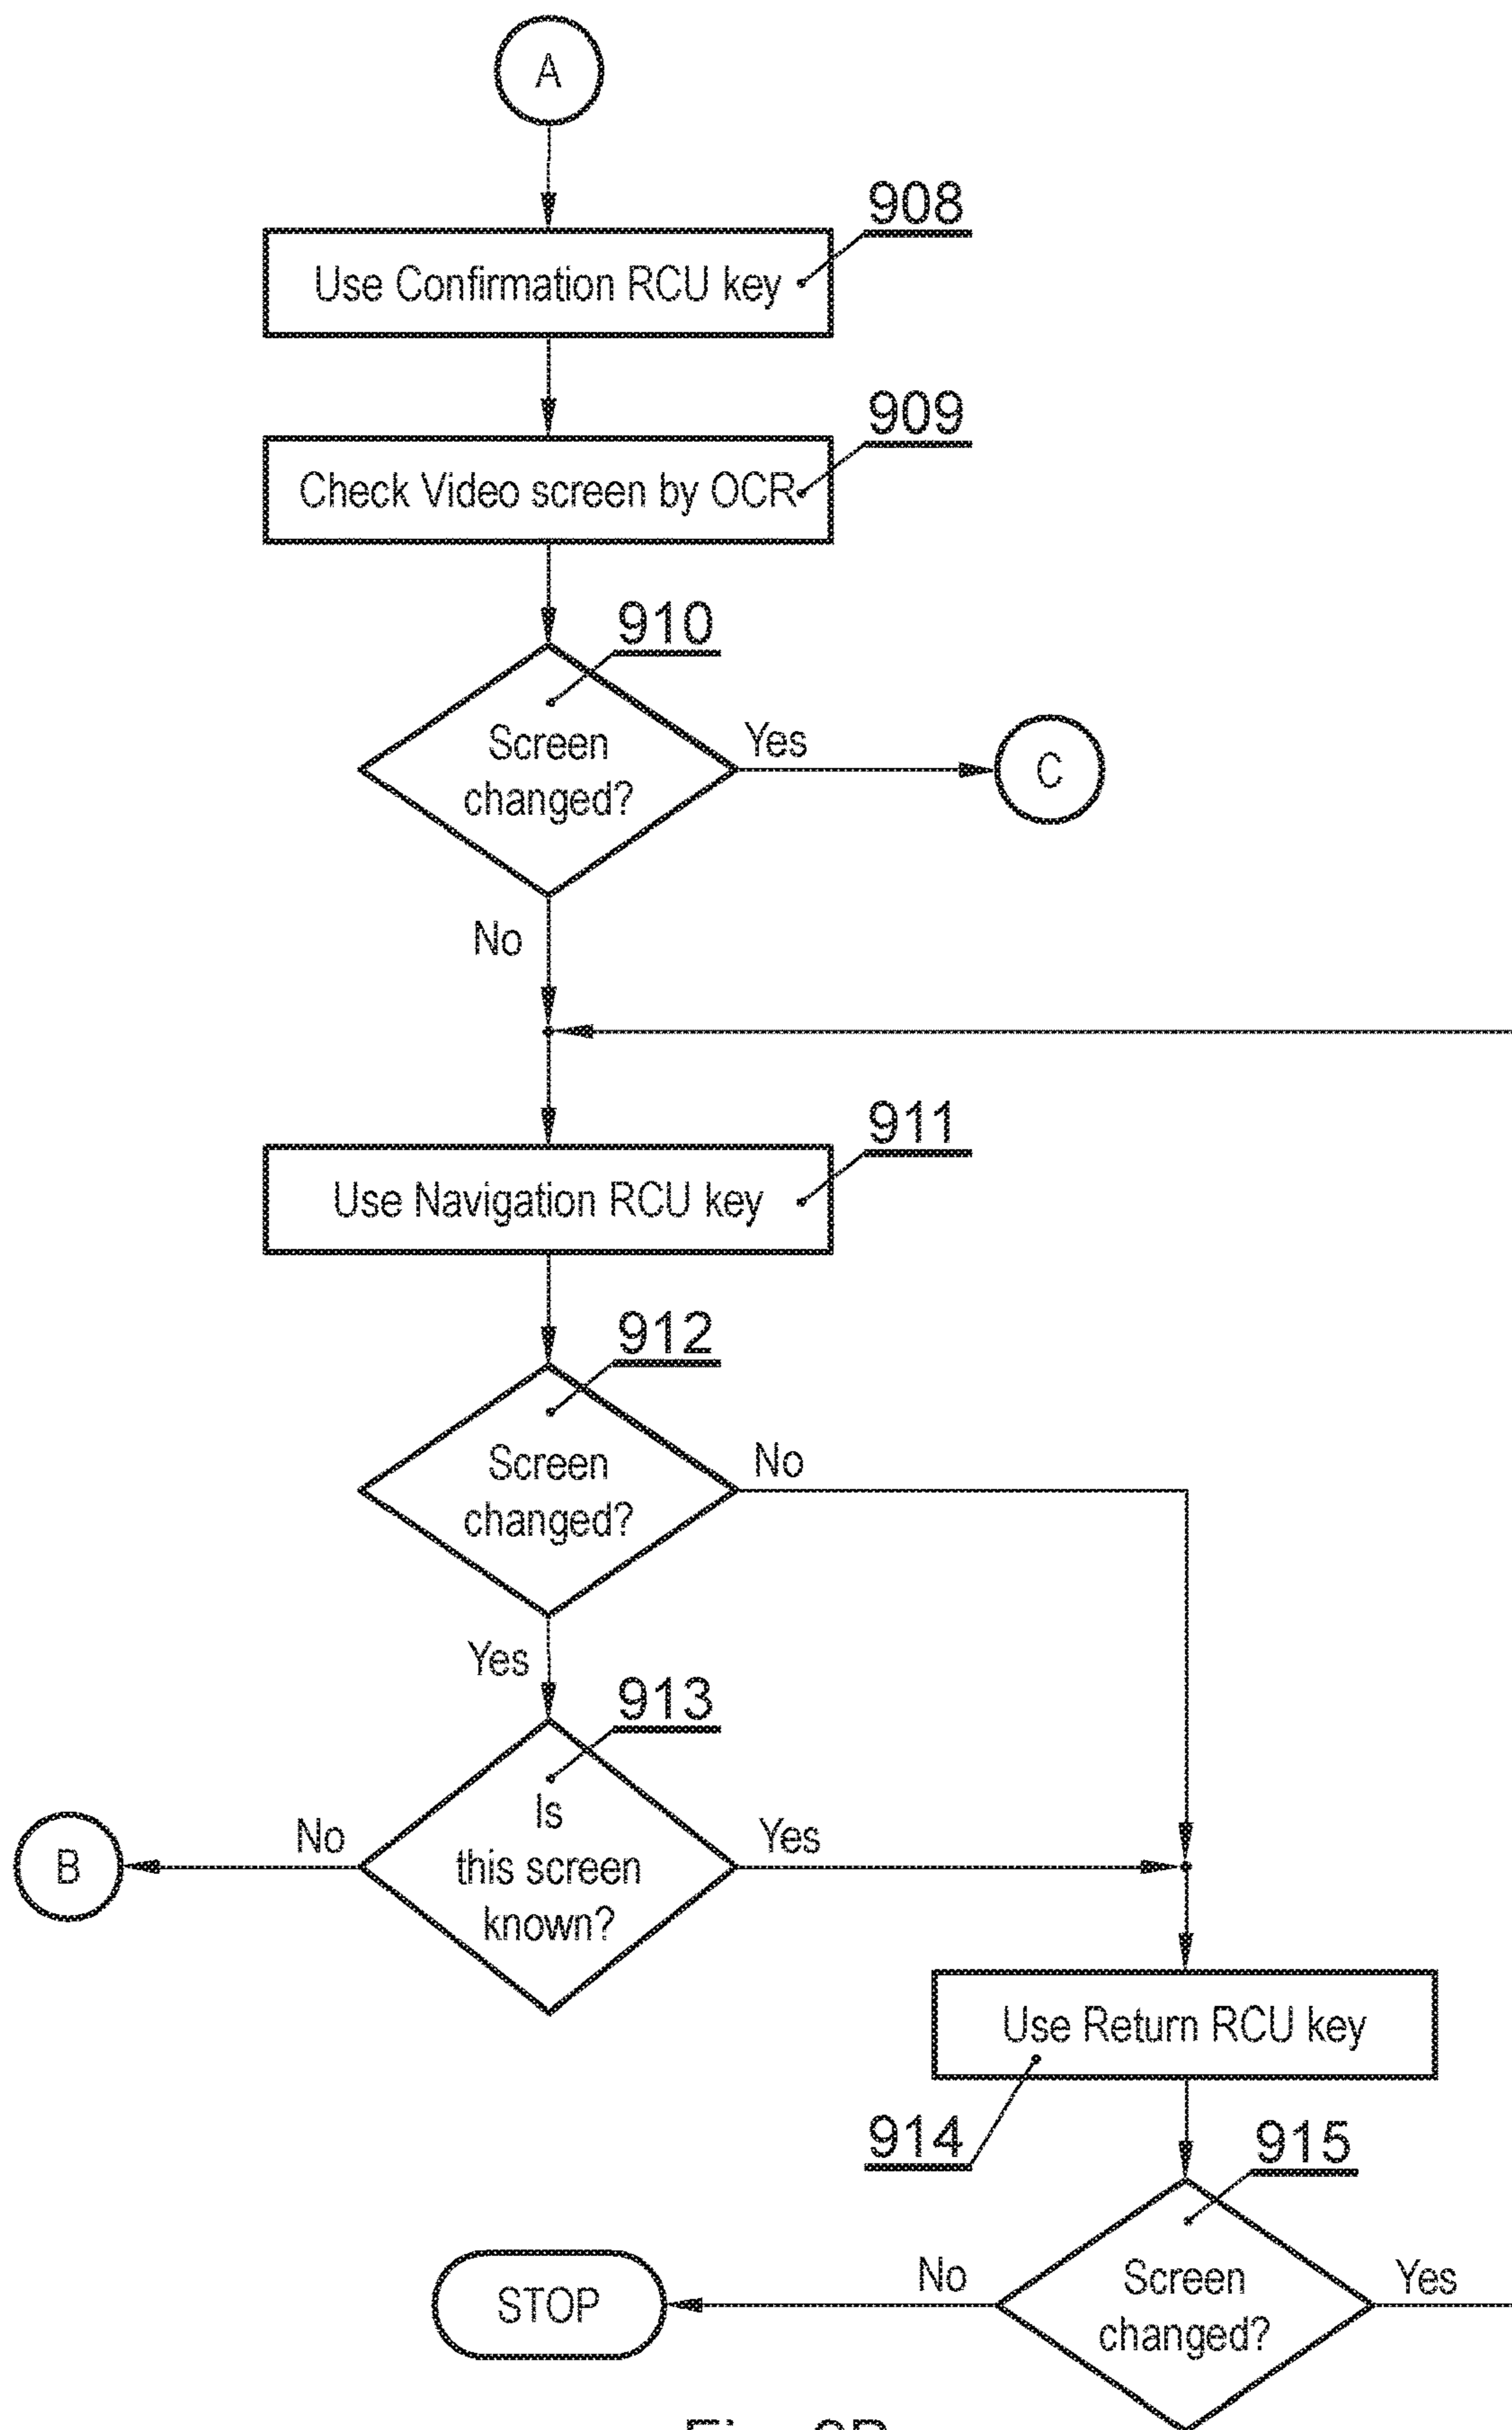 A
908
Use Confirmation RCU key
909
Check Video screen by OCR
910
Screen
changed?
Yes
C
No
911
Use Navigation RCU key
912
Screen
changed?
No
Yes
913
Is
this screen
known?
No
B
Yes
Use Return RCU key
914
915
Screen
changed?
No
STOP
Yes